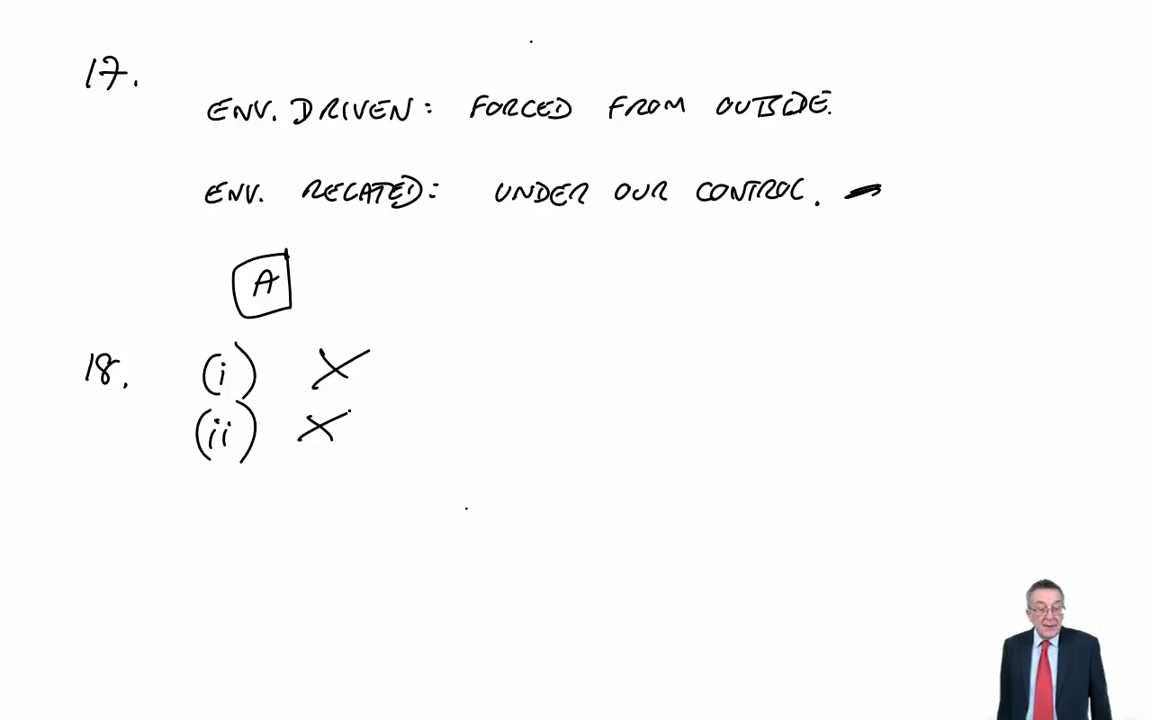 17.
ENV. DRIVEN: FORCED FROM OUTSIDE.
ENV. RELATED: UNDER OUR CONTROL.
A
18. (i) X
(ii) X